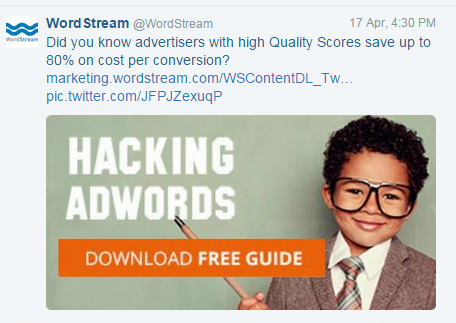 WordStream @WordStream 17 Apr, 4:30 PM
WordStream
Did you know advertisers with high Quality Scores save up to
80% on cost per conversion?
marketing.wordstream.com/WSContentDL_Tw…
pic.twitter.com/JFPJZexuqP
HACKING
ADWORDS
DOWNLOAD FREE GUIDE